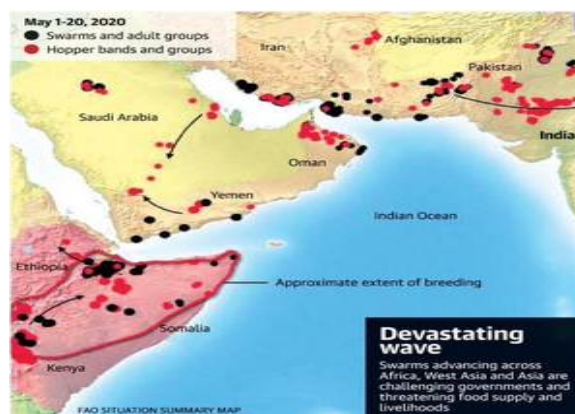 May 1-20, 2020
Swarms and adult groups
Hopper bands and groups
Iran
Afghanistan
Pakistan
Saudi Arabia
India
Oman
Yemen
Indian Ocean
Ethiopia
Approximate extent of breeding
Somalia
Kenya
Devastating
wave
Swarms advancing across
Africa, West Asia and Asia are
challenging governments and
threatening food supply and
livelihoods
FAO SITUATION SUMMARY MAP